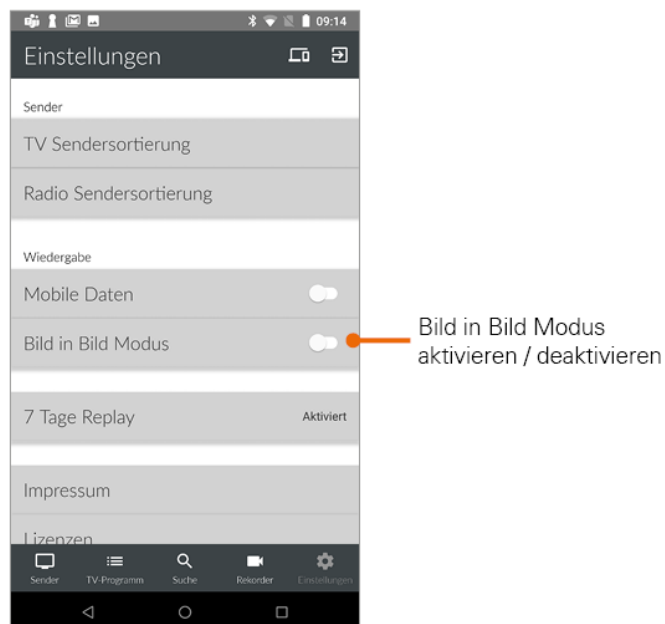 09:14
Einstellungen
Sender
TV Sendersortierung
Radio Sendersortierung
Wiedergabe
Mobile Daten
Bild in Bild Modus
Bild in Bild Modus
aktivieren / deaktivieren
7 Tage Replay Aktiviert
Impressum
Lizenzen
Sender TV-Programm Suche Rekorder Einstellungen